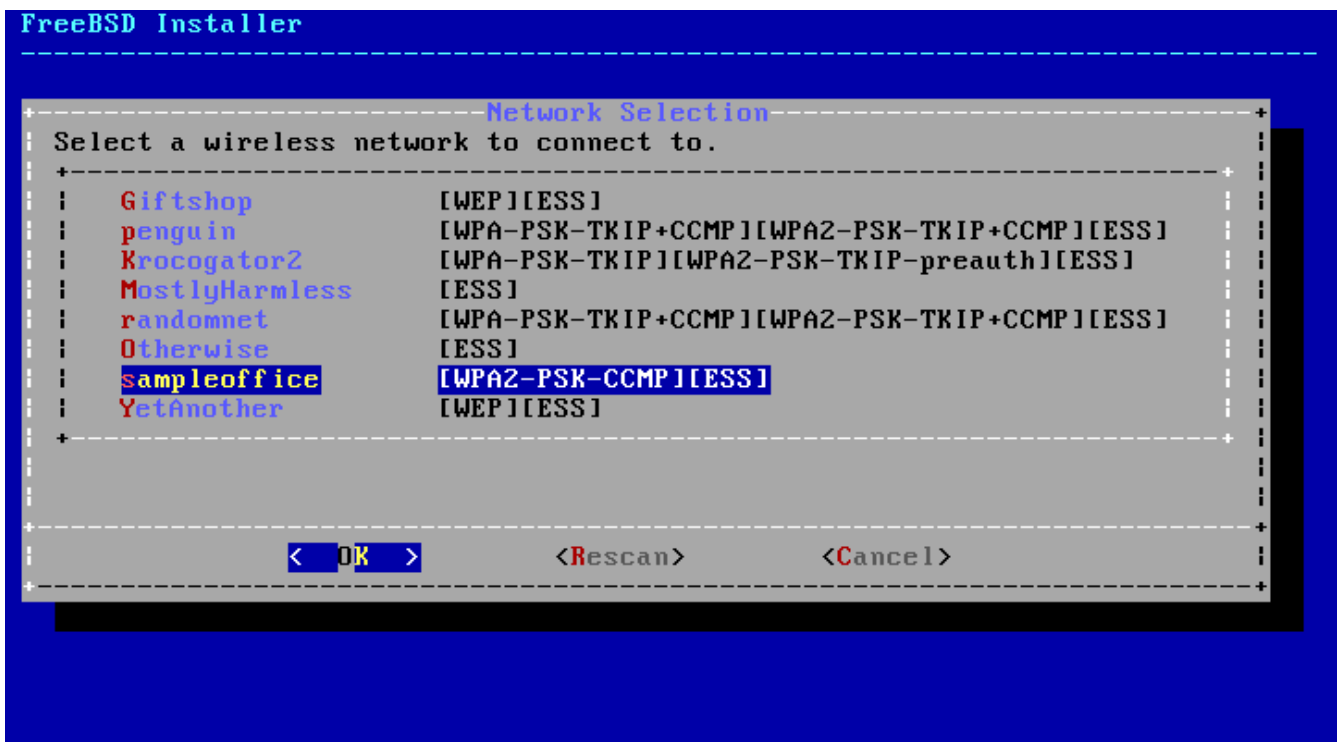 FreeBSD Installer
Network Selection
Select a wireless network to connect to.
Giftshop [WEP][ESS]
penguin [WPA-PSK-TKIP+CCMP][WPA2-PSK-TKIP+CCMP][ESS]
Krocogator2 [WPA-PSK-TKIP][WPA2-PSK-TKIP-preauth][ESS]
MostlyHarmless [ESS]
randomnet [WPA-PSK-TKIP+CCMP][WPA2-PSK-TKIP+CCMP][ESS]
Otherwise [ESS]
sampleoffice [WPA2-PSK-CCMP][ESS]
YetAnother [WEP][ESS]
< OK > <Rescan> <Cancel>